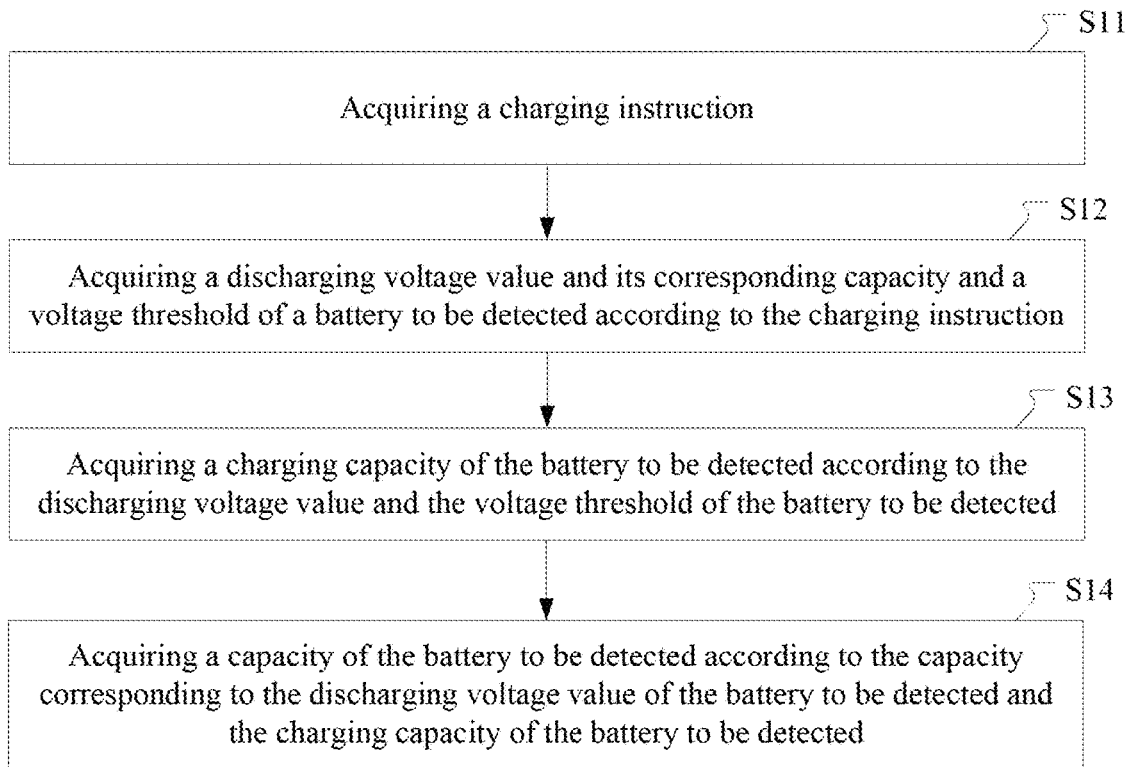 S11
Acquiring a charging instruction
S12
Acquiring a discharging voltage value and its corresponding capacity and a
voltage threshold of a battery to be detected according to the charging instruction
S13
Acquiring a charging capacity of the battery to be detected according to the
discharging voltage value and the voltage threshold of the battery to be detected
S14
Acquiring a capacity of the battery to be detected according to the capacity
corresponding to the discharging voltage value of the battery to be detected and
the charging capacity of the battery to be detected